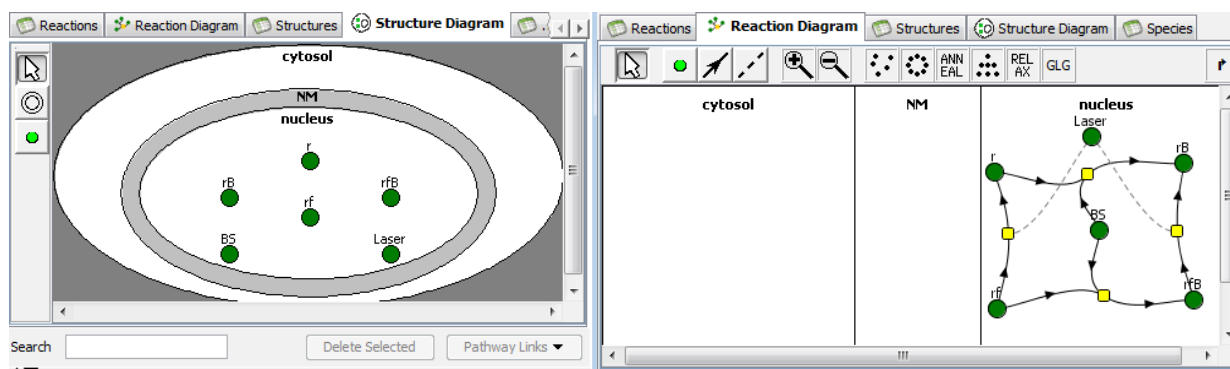 Reactions Reaction Diagram Structures Structure Diagram
cytosol
NM
nucleus
r
rB rfB
rf
BS Laser
Search Delete Selected Pathway Links
Reactions Reaction Diagram Structures Structure Diagram Species
ANN EAL REL AX GLG
cytosol NM nucleus
Laser
r rB
BS
rf rfB